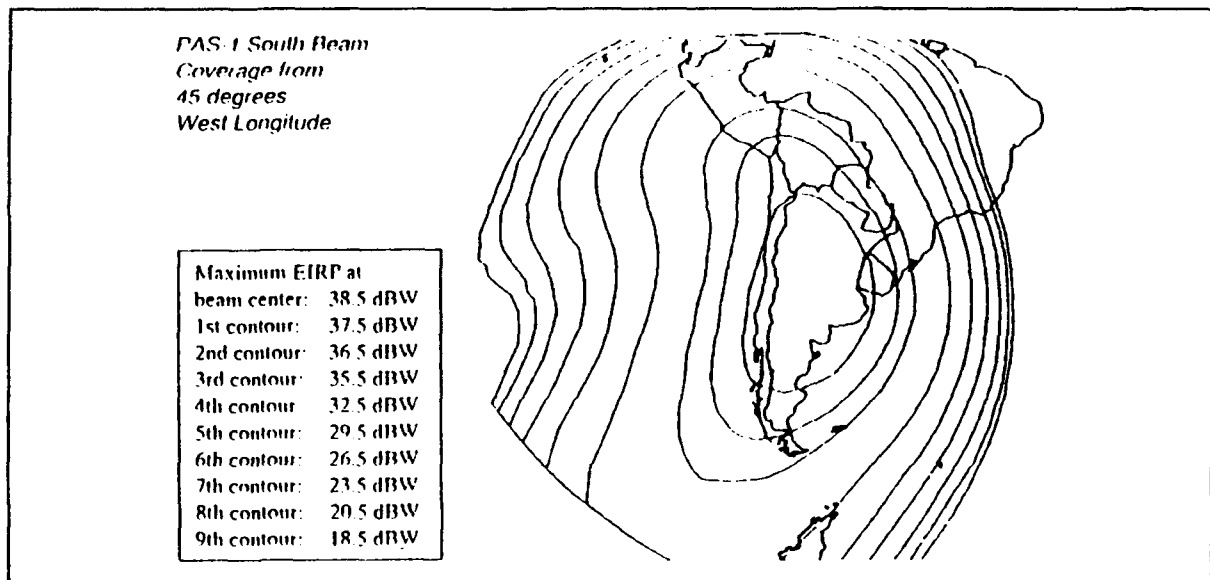 PAS-1 South Beam
Coverage from
45 degrees
West Longitude
Maximum EIRP at
beam center: 38.5 dBW
1st contour: 37.5 dBW
2nd contour: 36.5 dBW
3rd contour: 35.5 dBW
4th contour 32.5 dBW
5th contour: 29.5 dBW
6th contour: 26.5 dBW
7th contour: 23.5 dBW
8th contour: 20.5 dBW
9th contour: 18.5 dBW